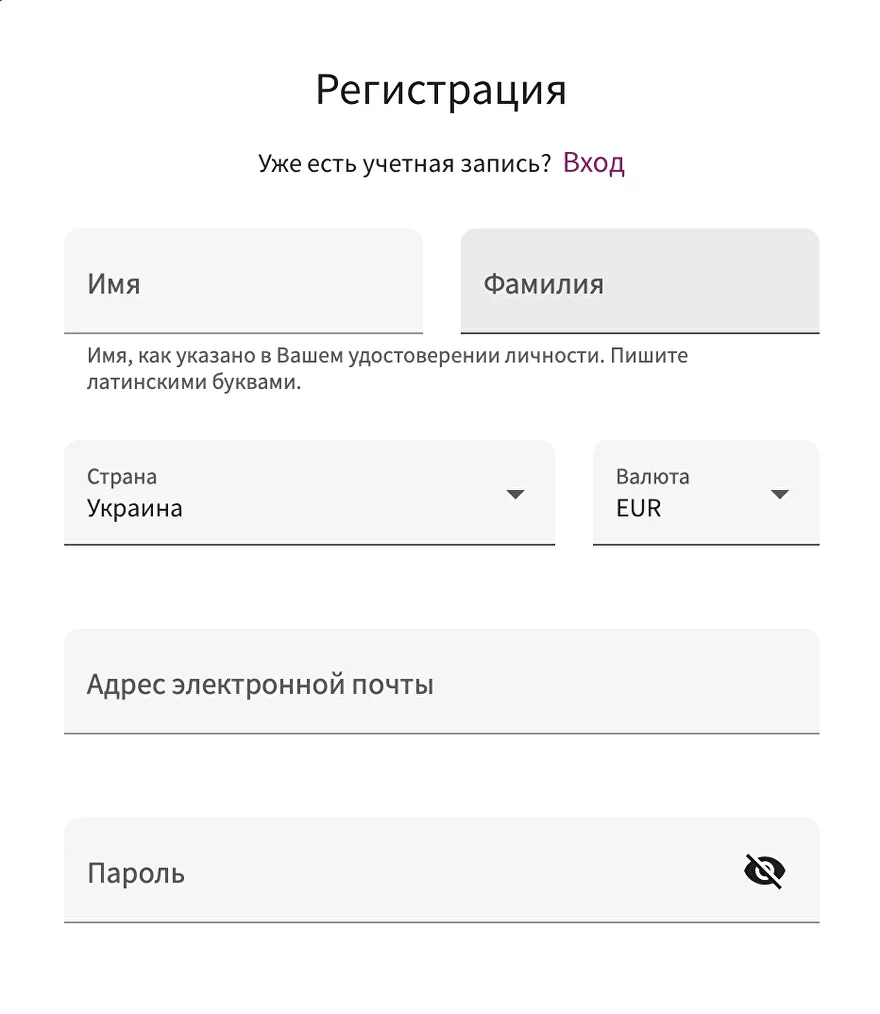 Регистрация
Уже есть учетная запись? Вход
Имя
Фамилия
Имя, как указано в Вашем удостоверении личности. Пишите
латинскими буквами.
Страна
Украина
Валюта
EUR
Адрес электронной почты
Пароль